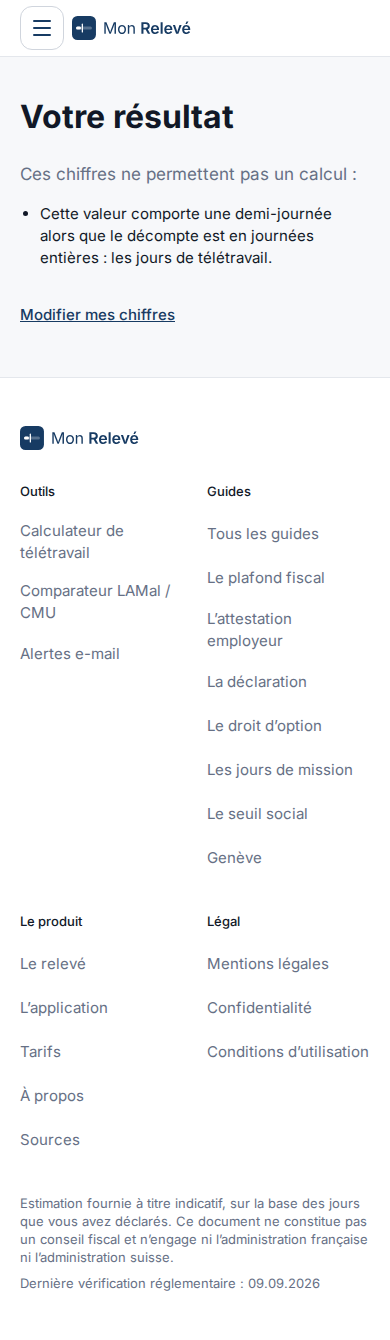 Mon Relevé
Votre résultat
Ces chiffres ne permettent pas un calcul :
Cette valeur comporte une demi-journée
alors que le décompte est en journées
entières : les jours de télétravail.
Modifier mes chiffres
Mon Relevé
Outils
Calculateur de
télétravail
Comparateur LAMal /
CMU
Alertes e-mail
Guides
Tous les guides
Le plafond fiscal
L’attestation
employeur
La déclaration
Le droit d’option
Les jours de mission
Le seuil social
Genève
Le produit
Le relevé
L’application
Tarifs
À propos
Sources
Légal
Mentions légales
Confidentialité
Conditions d’utilisation
Estimation fournie à titre indicatif, sur la base des jours
que vous avez déclarés. Ce document ne constitue pas
un conseil fiscal et n’engage ni l’administration française
ni l’administration suisse.
Dernière vérification réglementaire : 09.09.2026